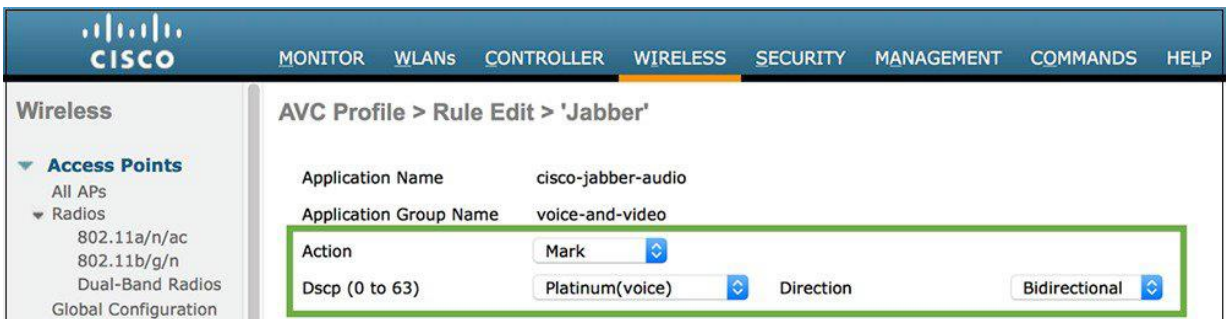 CISCO
MONITOR WLANs CONTROLLER WIRELESS SECURITY MANAGEMENT COMMANDS HELP
Wireless
Access Points
All APs
Radios
802.11a/n/ac
802.11b/g/n
Dual-Band Radios
Global Configuration
AVC Profile > Rule Edit > 'Jabber'
Application Name cisco-jabber-audio
Application Group Name voice-and-video
Action Mark
Dscp (0 to 63) Platinum(voice) Direction Bidirectional